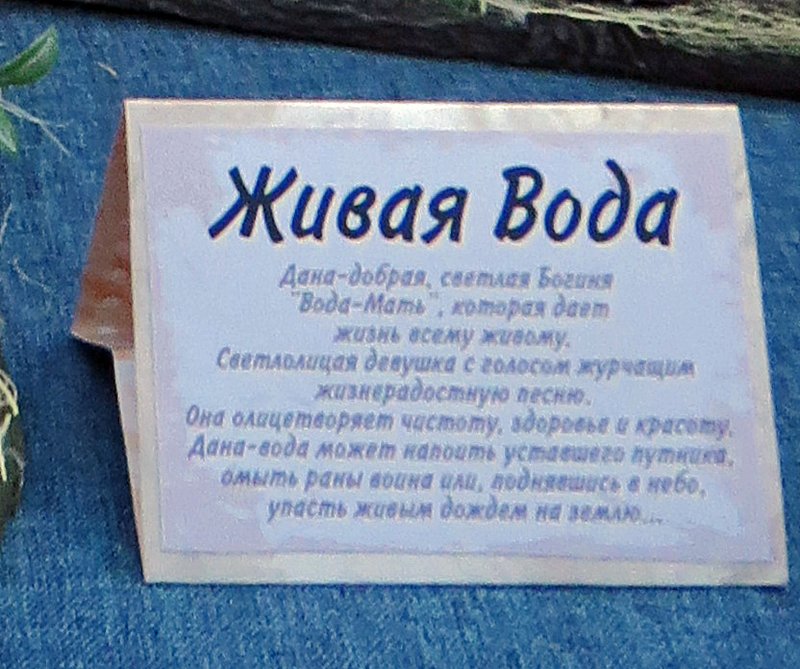 Живая Вода
Дана-добрая, светлая Богиня
"Вода-Мать", которая дает
жизнь всему живому.
Светлолицая девушка с голосом журчащим
жизнерадостную песню.
Она олицетворяет чистоту, здоровье и красоту.
Дана-вода может напоить уставшего путника,
омыть раны воина или, поднявшись в небо,
упасть живым дождем на землю...